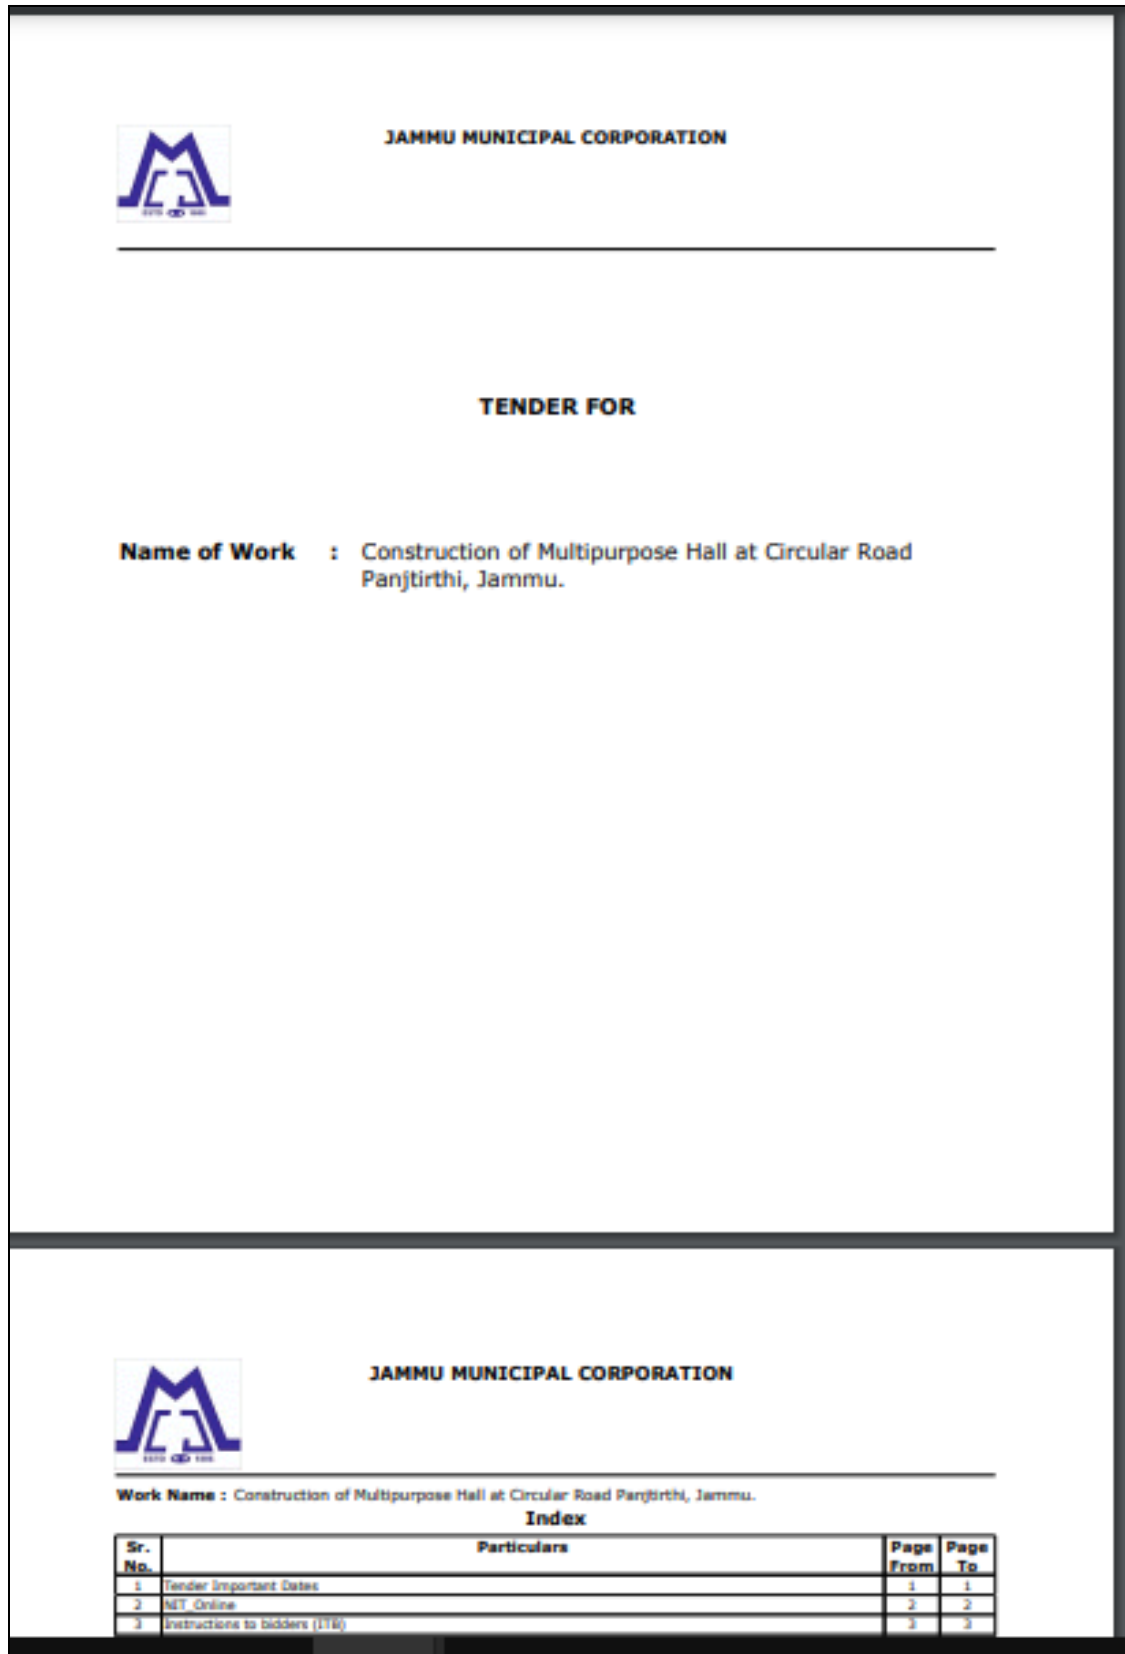 JAMMU MUNICIPAL CORPORATION
TENDER FOR
Name of Work : Construction of Multipurpose Hall at Circular Road
Panjtirthi, Jammu.
JAMMU MUNICIPAL CORPORATION
Work Name : Construction of Multipurpose Hall at Circular Road Panjtirthi, Jammu.
Index
Sr. No. Particulars Page From Page To
1 Tender Important Dates 1 1
2 NIT_Online 2 2
3 Instructions to bidders (ITB) 3 3